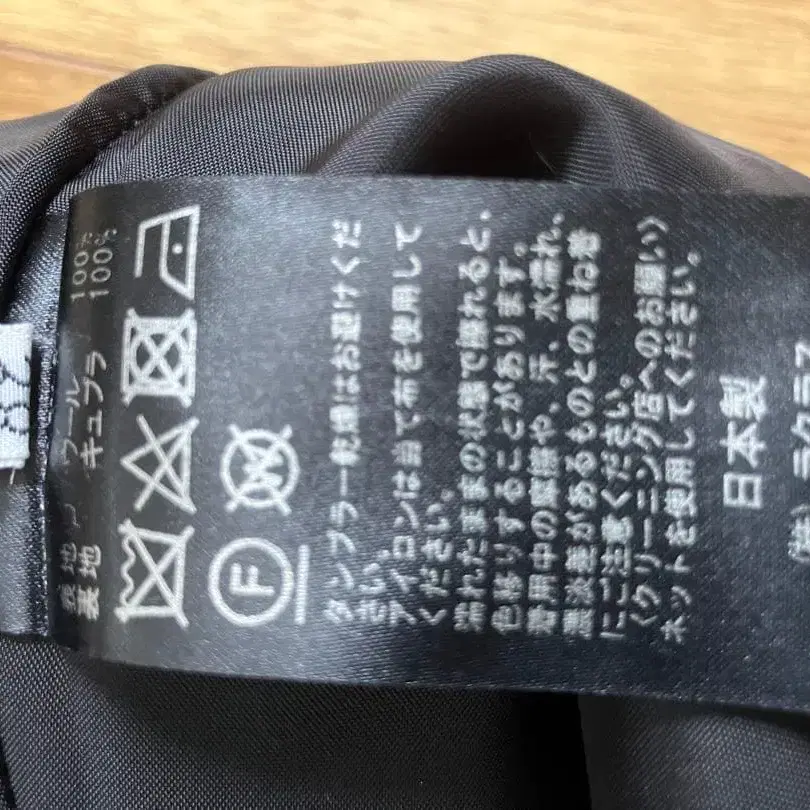 表地 ウール 100%
裏地 キュプラ 100%
F W
タンブラー乾燥はお避けくだ
さい。
アイロンは当て布を使用して
ください。
濡れたままの状態で擦れると、
色移りすることがあります。
着用中の摩擦や、汗、水濡れ、
濃淡差があるものとの重ね着
にご注意ください。
〈クリーニング店へのお願い〉
ネットを使用してください。
日本製